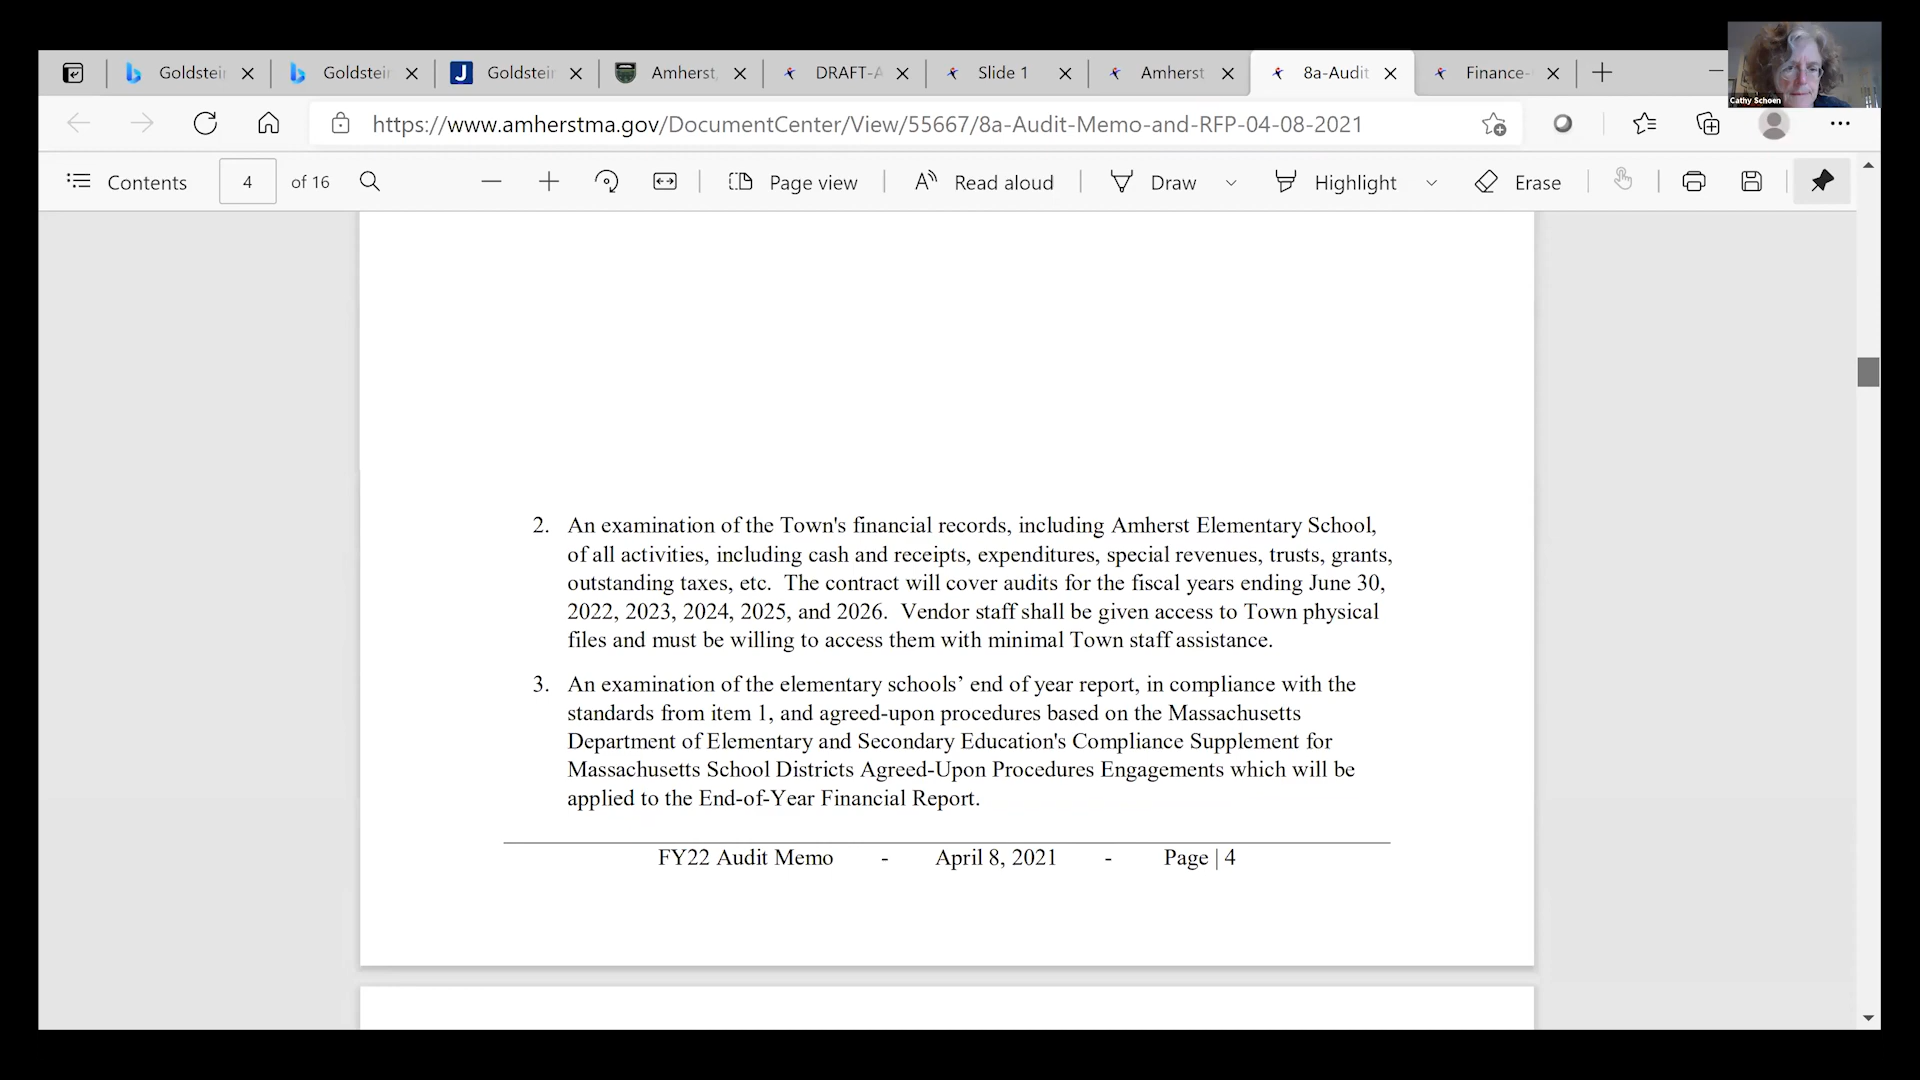 Goldstei
Goldstei
Goldstein
Amherst,
DRAFT-A
Slide 1
Amherst
8a-Audit
Finance-
Cathy Schoen
https://www.amherstma.gov/DocumentCenter/View/55667/8a-Audit-Memo-and-RFP-04-08-2021
Contents
4
of 16
Page view
Read aloud
Draw
Highlight
Erase
2. An examination of the Town's financial records, including Amherst Elementary School,
of all activities, including cash and receipts, expenditures, special revenues, trusts, grants,
outstanding taxes, etc. The contract will cover audits for the fiscal years ending June 30,
2022, 2023, 2024, 2025, and 2026. Vendor staff shall be given access to Town physical
files and must be willing to access them with minimal Town staff assistance.
3. An examination of the elementary schools’ end of year report, in compliance with the
standards from item 1, and agreed-upon procedures based on the Massachusetts
Department of Elementary and Secondary Education's Compliance Supplement for
Massachusetts School Districts Agreed-Upon Procedures Engagements which will be
applied to the End-of-Year Financial Report.
FY22 Audit Memo - April 8, 2021 - Page | 4